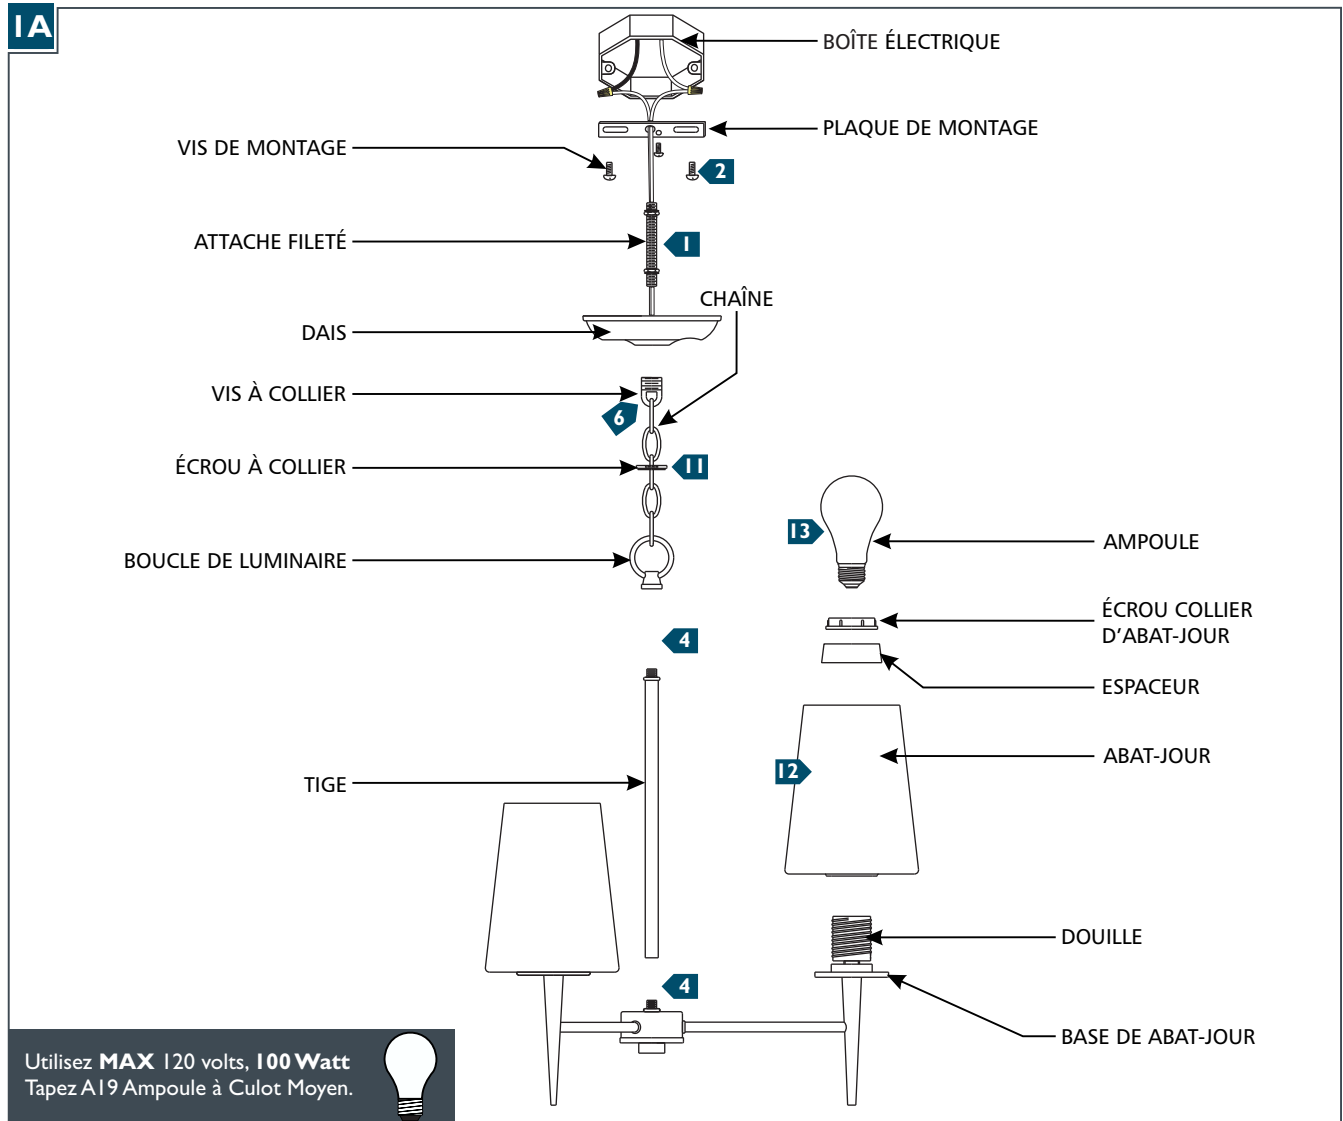 1A
BOÎTE ÉLECTRIQUE
PLAQUE DE MONTAGE
VIS DE MONTAGE
2
ATTACHE FILETÉ
1
CHAÎNE
DAIS
VIS À COLLIER
6
ÉCROU À COLLIER
11
BOUCLE DE LUMINAIRE
13
AMPOULE
ÉCROU COLLIER
D'ABAT-JOUR
4
ESPACEUR
ABAT-JOUR
12
TIGE
DOUILLE
4
BASE DE ABAT-JOUR
Utilisez MAX 120 volts, 100 Watt
Tapez A19 Ampoule à Culot Moyen.